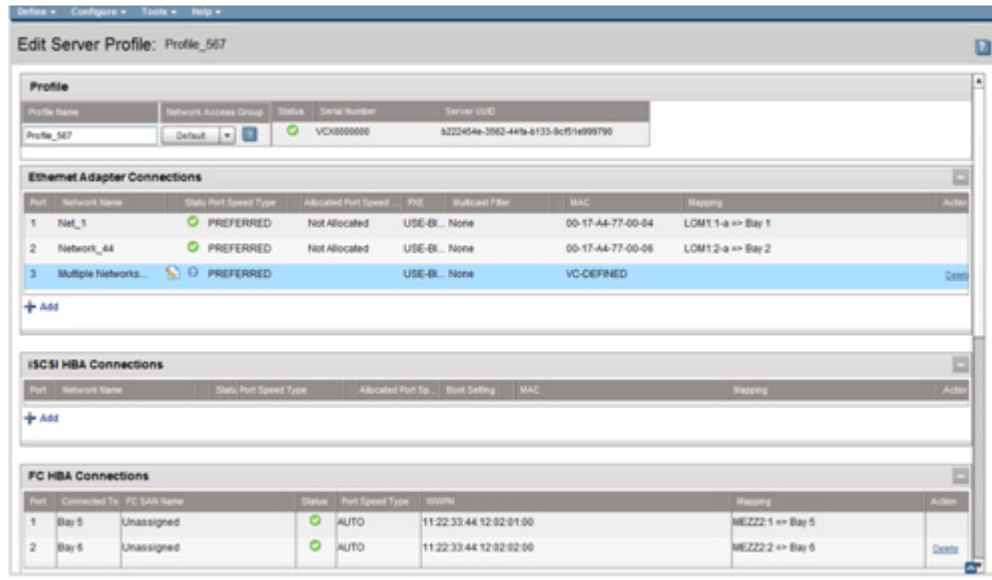 Define Configure Tools Help
Edit Server Profile: Profile_567
Profile
Profile Name Network Access Group Status Serial Number Server UUID
Profile_567 Default VCX0000000 b222454e-3562-44fa-b133-9cf51e999790
Ethernet Adapter Connections
Port Network Name Statu Port Speed Type Allocated Port Speed ... PXE Multicast Filter MAC Mapping Action
1 Net_1 PREFERRED Not Allocated USE-BI... None 00-17-A4-77-00-04 LOM1:1-a => Bay 1
2 Network_44 PREFERRED Not Allocated USE-BI... None 00-17-A4-77-00-06 LOM1:2-a => Bay 2
3 Multiple Networks... PREFERRED USE-BI... None VC-DEFINED Delete
Add
iSCSI HBA Connections
Port Network Name Statu Port Speed Type Allocated Port Sp... Boot Setting MAC Mapping Action
Add
FC HBA Connections
Port Connected To FC SAN Name Status Port Speed Type WWPN Mapping Action
1 Bay 5 Unassigned AUTO 11:22:33:44:12:02:01:00 MEZZ2:1 => Bay 5
2 Bay 6 Unassigned AUTO 11:22:33:44:12:02:02:00 MEZZ2:2 => Bay 6 Delete